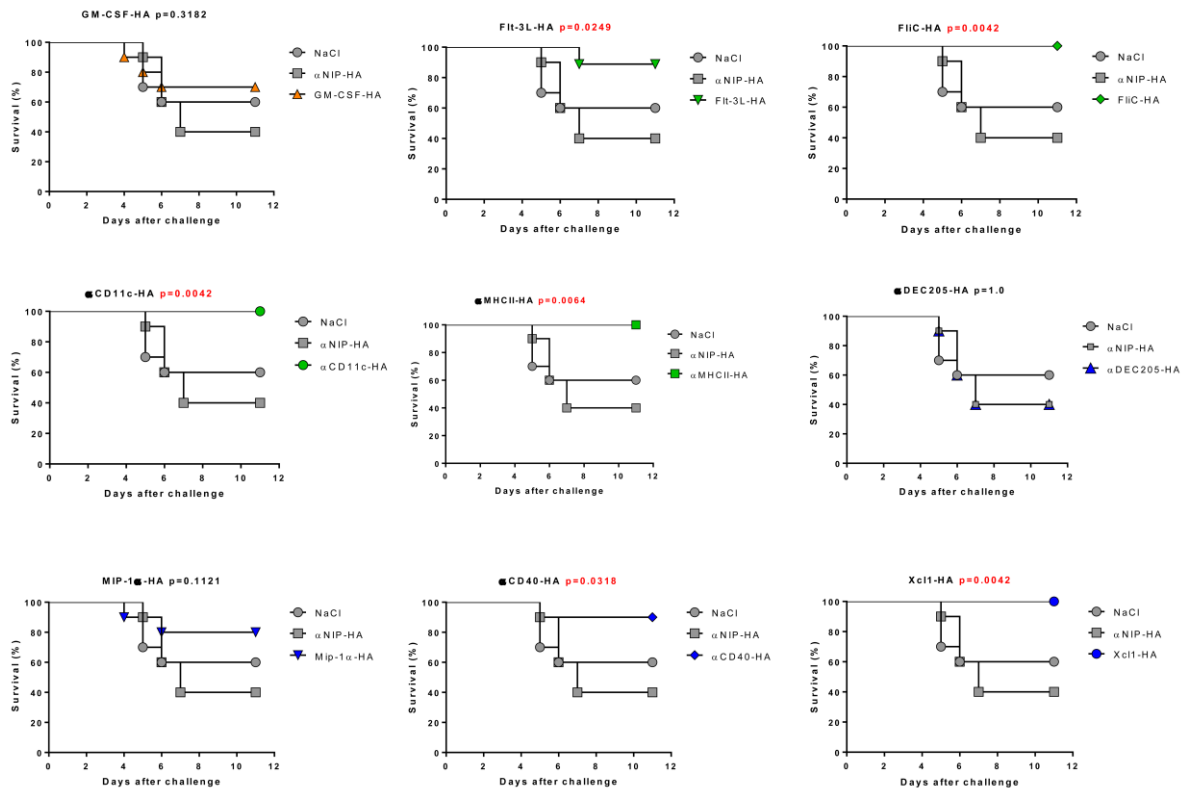 GM-CSF-HA p=0.3182
100
80
60
40
20
0
Survival (%)
0 2 4 6 8 10 12
Days after challenge
NaCl
αNIP-HA
GM-CSF-HA
Flt-3L-HA p=0.0249
100
80
60
40
20
0
Survival (%)
0 2 4 6 8 10 12
Days after challenge
NaCl
αNIP-HA
Flt-3L-HA
FliC-HA p=0.0042
100
80
60
40
20
0
Survival (%)
0 2 4 6 8 10 12
Days after challenge
NaCl
αNIP-HA
FliC-HA
αCD11c-HA p=0.0042
100
80
60
40
20
0
Survival (%)
0 2 4 6 8 10 12
Days after challenge
NaCl
αNIP-HA
αCD11c-HA
αMHCII-HA p=0.0064
100
80
60
40
20
0
Survival (%)
0 2 4 6 8 10 12
Days after challenge
NaCl
αNIP-HA
αMHCII-HA
αDEC205-HA p=1.0
100
80
60
40
20
0
Survival (%)
0 2 4 6 8 10 12
Days after challenge
NaCl
αNIP-HA
αDEC205-HA
MIP-1α-HA p=0.1121
100
80
60
40
20
0
Survival (%)
0 2 4 6 8 10 12
Days after challenge
NaCl
αNIP-HA
Mip-1α-HA
αCD40-HA p=0.0318
100
80
60
40
20
0
Survival (%)
0 2 4 6 8 10 12
Days after challenge
NaCl
αNIP-HA
αCD40-HA
Xcl1-HA p=0.0042
100
80
60
40
20
0
Survival (%)
0 2 4 6 8 10 12
Days after challenge
NaCl
αNIP-HA
Xcl1-HA